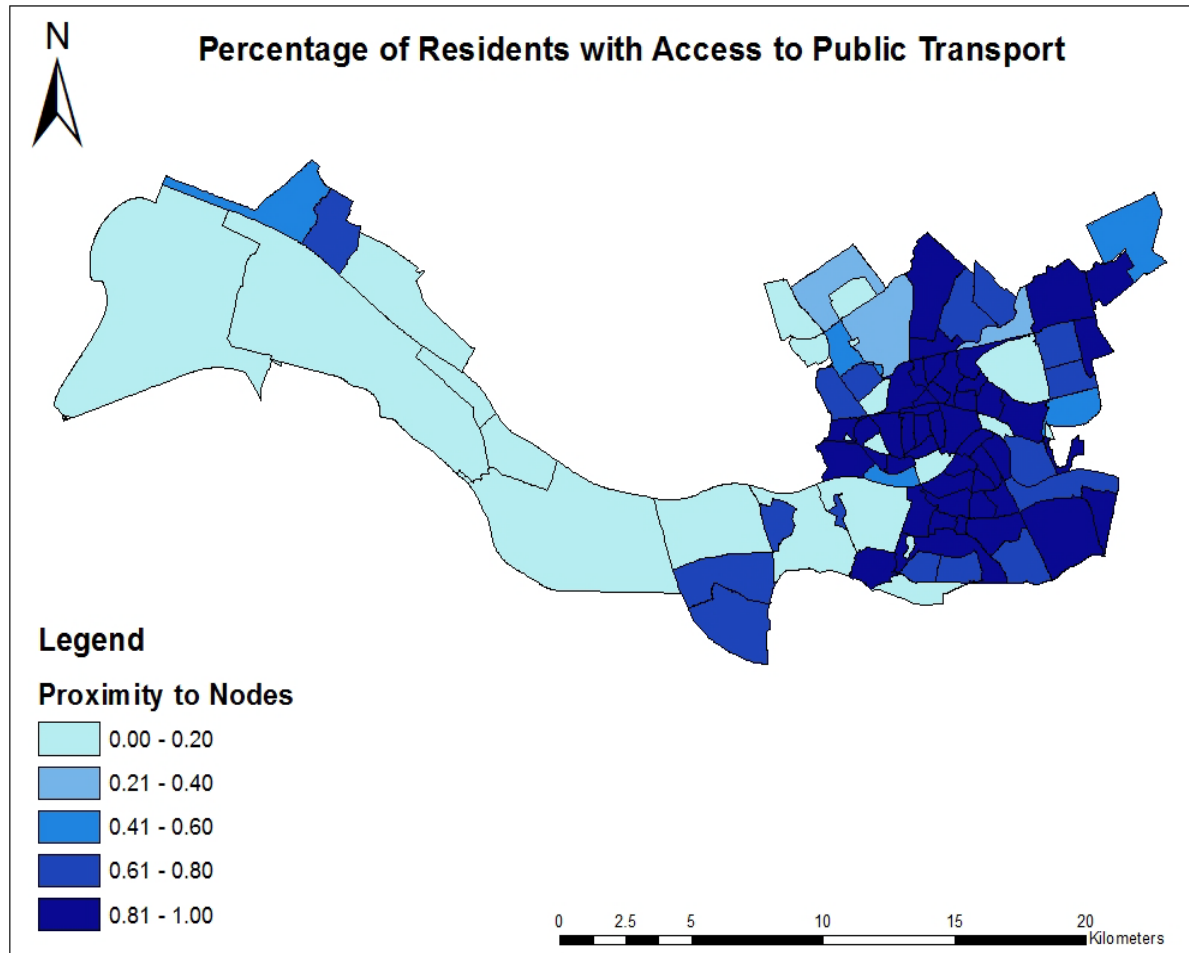 N
Percentage of Residents with Access to Public Transport
Legend
Proximity to Nodes
0.00 - 0.20
0.21 - 0.40
0.41 - 0.60
0.61 - 0.80
0.81 - 1.00
0 2.5 5 10 15 20
Kilometers